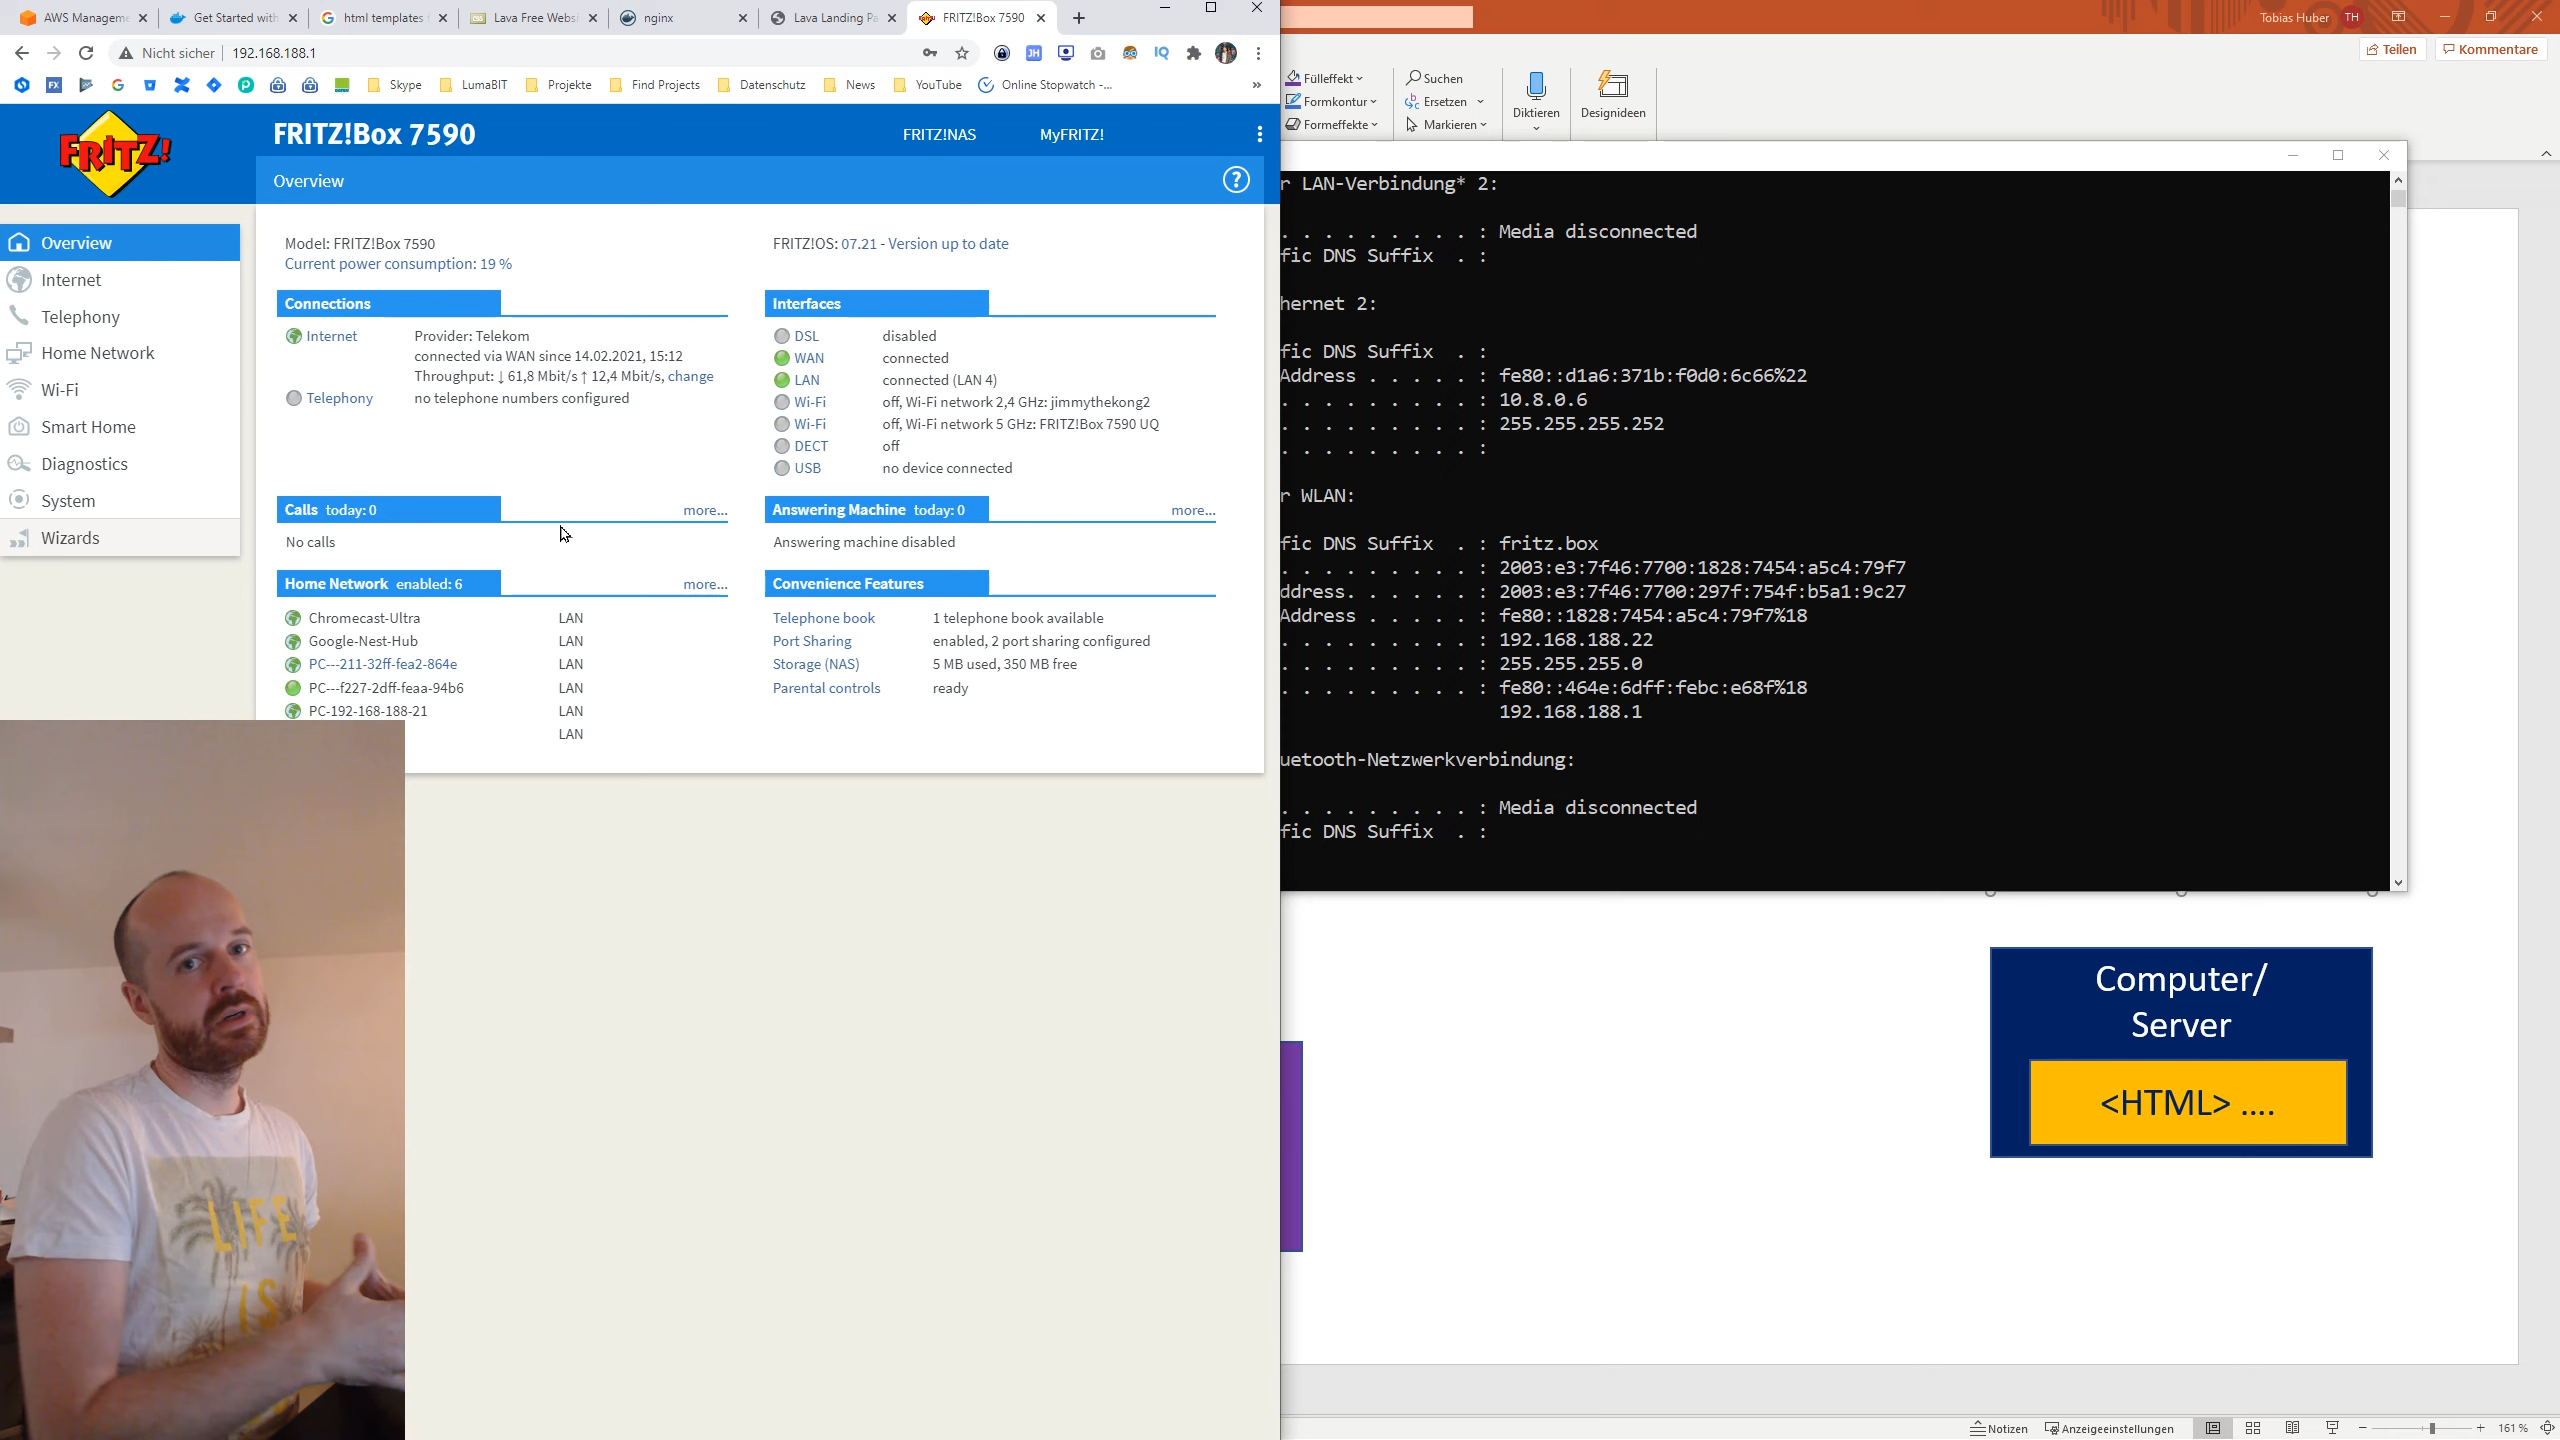 AWS Manageme
Get Started with
html templates f
Lava Free Websi
nginx
Lava Landing Pa
FRITZ!Box 7590
Nicht sicher
192.168.188.1
JH
IQ
FX
Skype
LumaBIT
Projekte
Find Projects
Datenschutz
News
YouTube
Online Stopwatch -...
»
FRITZ!
FRITZ!Box 7590
FRITZ!NAS
MyFRITZ!
Overview
?
Overview
Internet
Telephony
Home Network
Wi-Fi
Smart Home
Diagnostics
System
Wizards
Model: FRITZ!Box 7590
Current power consumption: 19 %
FRITZ!OS: 07.21 - Version up to date
Connections
Internet
Provider: Telekom
connected via WAN since 14.02.2021, 15:12
Throughput: ↓ 61,8 Mbit/s ↑ 12,4 Mbit/s, change
Telephony
no telephone numbers configured
Interfaces
DSL disabled
WAN connected
LAN connected (LAN 4)
Wi-Fi off, Wi-Fi network 2,4 GHz: jimmythekong2
Wi-Fi off, Wi-Fi network 5 GHz: FRITZ!Box 7590 UQ
DECT off
USB no device connected
Calls today: 0 more...
No calls
Answering Machine today: 0 more...
Answering machine disabled
Home Network enabled: 6 more...
Chromecast-Ultra LAN
Google-Nest-Hub LAN
PC---211-32ff-fea2-864e LAN
PC---f227-2dff-feaa-94b6 LAN
PC-192-168-188-21 LAN
LAN
Convenience Features
Telephone book 1 telephone book available
Port Sharing enabled, 2 port sharing configured
Storage (NAS) 5 MB used, 350 MB free
Parental controls ready
LIFE
IS
Tobias Huber
TH
Teilen
Kommentare
Fülleffekt
Formkontur
Formeffekte
Suchen
Ersetzen
Markieren
Diktieren
Designideen
r LAN-Verbindung* 2:
. . . . . . . . . : Media disconnected
fic DNS Suffix . :
hernet 2:
fic DNS Suffix . :
Address . . . . . : fe80::d1a6:371b:f0d0:6c66%22
. . . . . . . . . : 10.8.0.6
. . . . . . . . . : 255.255.255.252
. . . . . . . . . :
r WLAN:
fic DNS Suffix . : fritz.box
. . . . . . . . . : 2003:e3:7f46:7700:1828:7454:a5c4:79f7
ddress. . . . . . : 2003:e3:7f46:7700:297f:754f:b5a1:9c27
Address . . . . . : fe80::1828:7454:a5c4:79f7%18
. . . . . . . . . : 192.168.188.22
. . . . . . . . . : 255.255.255.0
. . . . . . . . . : fe80::464e:6dff:febc:e68f%18
192.168.188.1
uetooth-Netzwerkverbindung:
. . . . . . . . . : Media disconnected
fic DNS Suffix . :
Computer/
Server
<HTML> ....
Notizen
Anzeigeeinstellungen
161 %